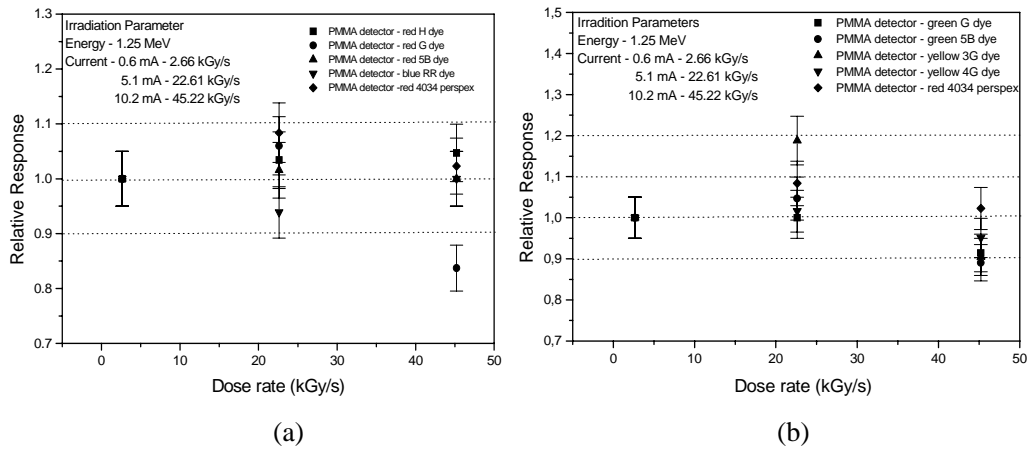 Irradiation Parameter
Energy - 1.25 MeV
Current - 0.6 mA - 2.66 kGy/s
5.1 mA - 22.61 kGy/s
10.2 mA - 45.22 kGy/s
PMMA detector - red H dye
PMMA detector - red G dye
PMMA detector - red 5B dye
PMMA detector - blue RR dye
PMMA detector -red 4034 perspex
1.3
1.2
1.1
1.0
0.9
0.8
0.7
Relative Response
0 10 20 30 40 50
Dose rate (kGy/s)
(a)
Irradition Parameters
Energy - 1.25 MeV
Current - 0.6 mA - 2.66 kGy/s
5.1 mA - 22.61 kGy/s
10.2 mA - 45.22 kGy/s
PMMA detector - green G dye
PMMA detector - green 5B dye
PMMA detector - yellow 3G dye
PMMA detector - yellow 4G dye
PMMA detector - red 4034 perspex
1,5
1,4
1,3
1,2
1,1
1,0
0,9
0,8
0,7
Relative Response
0 10 20 30 40 50
Dose rate (kGy/s)
(b)